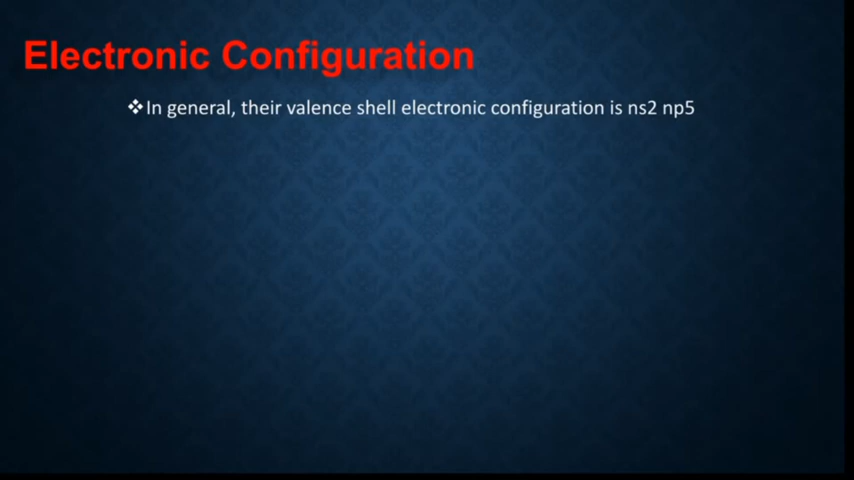 Electronic Configuration
❖In general, their valence shell electronic configuration is ns2 np5